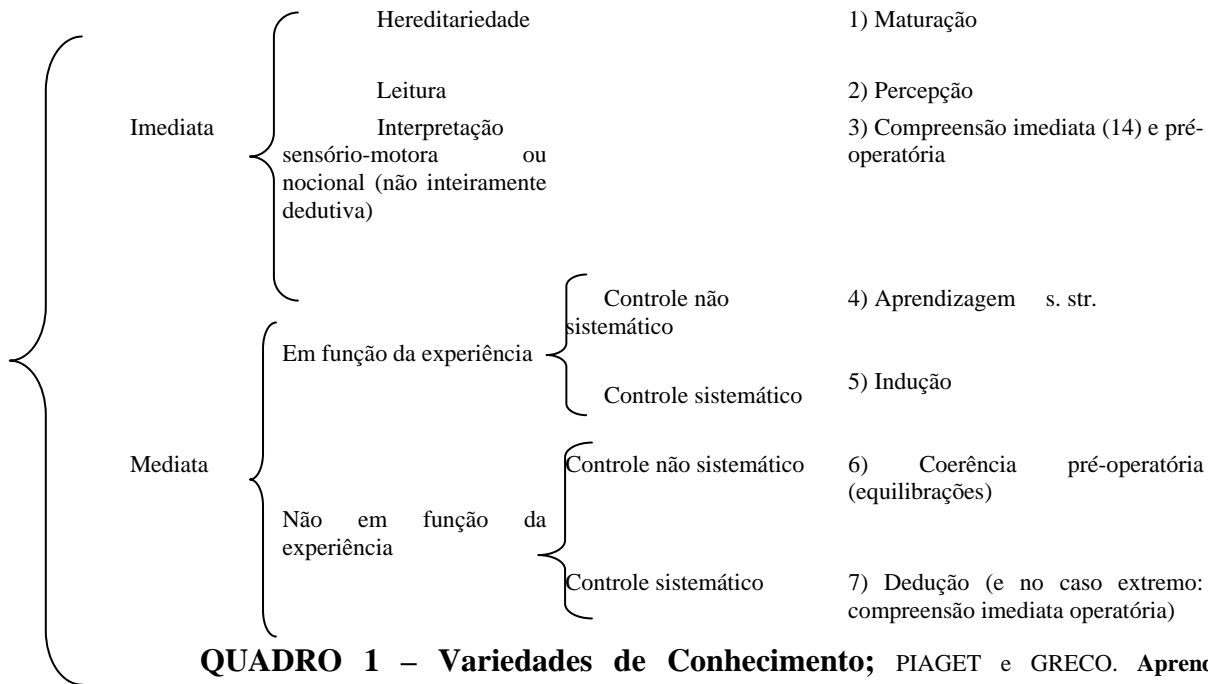 Hereditariedade 1) Maturação
Leitura 2) Percepção
Imediata Interpretação 3) Compreensão imediata (14) e pré-
sensório-motora ou operatória
nocional (não inteiramente
dedutiva)
Controle não 4) Aprendizagem s. str.
sistemático
Em função da experiência
Controle sistemático 5) Indução
Mediata Controle não sistemático 6) Coerência pré-operatória
(equilibrações)
Não em função da
experiência
Controle sistemático 7) Dedução (e no caso extremo:
compreensão imediata operatória)
QUADRO 1 – Variedades de Conhecimento; PIAGET e GRECO.